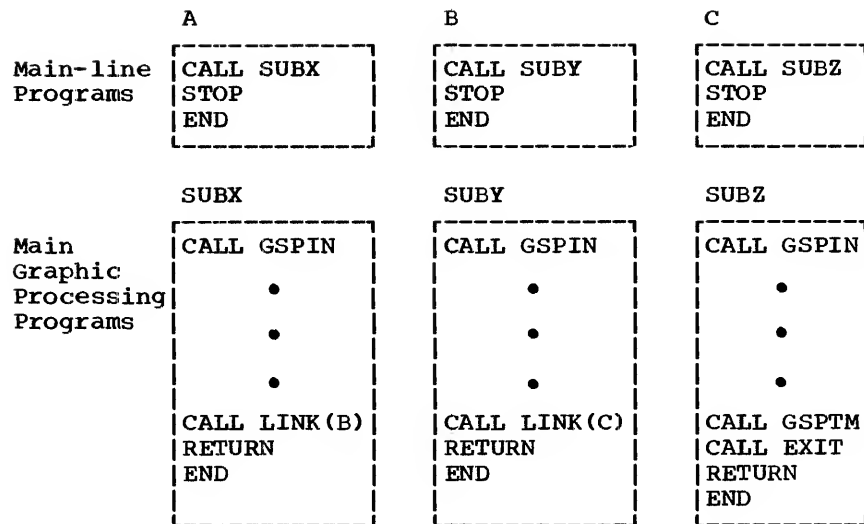 A B C
Main-line CALL SUBX CALL SUBY CALL SUBZ
Programs STOP STOP STOP
END END END
SUBX SUBY SUBZ
Main CALL GSPIN CALL GSPIN CALL GSPIN
Graphic
Processing
Programs
CALL LINK(B) CALL LINK(C) CALL GSPTM
RETURN RETURN CALL EXIT
END END RETURN
END